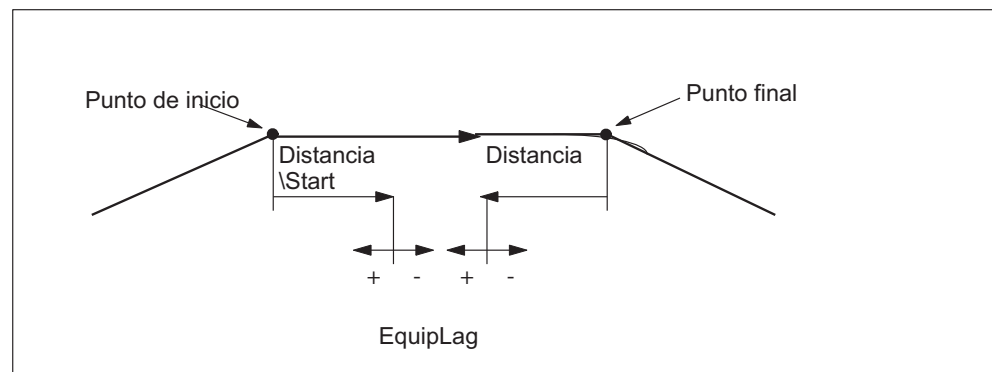 Punto de inicio
Punto final
Distancia
\Start
Distancia
+ - + -
EquipLag